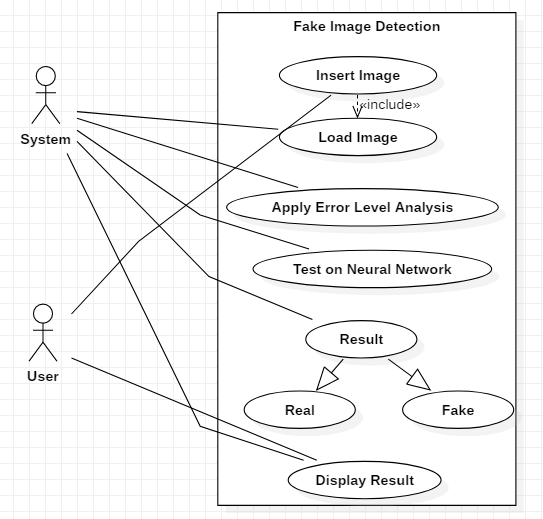 Fake Image Detection
Insert Image
«include»
Load Image
System
Apply Error Level Analysis
Test on Neural Network
User
Result
Real
Fake
Display Result